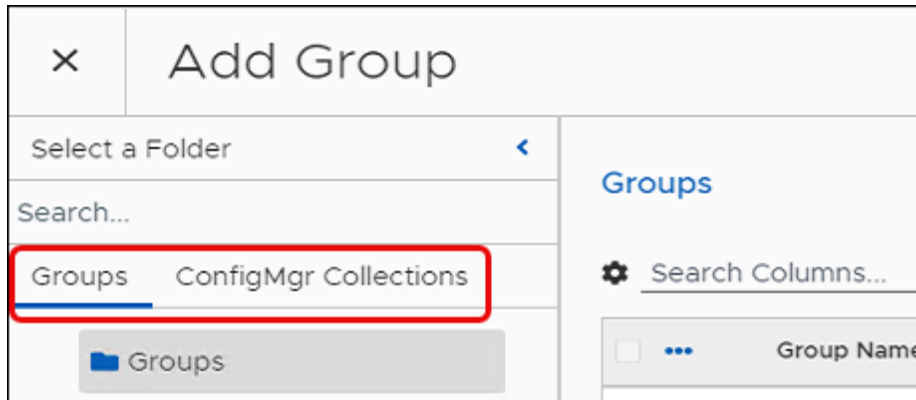 Add Group
Select a Folder
Search...
Groups ConfigMgr Collections
Groups
Groups
Search Columns...
Group Name